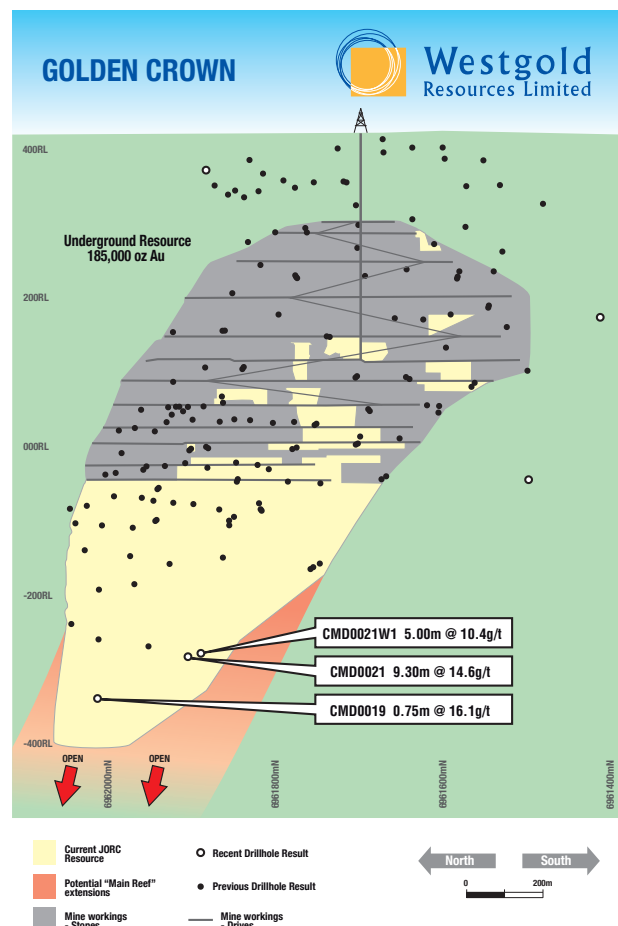 GOLDEN CROWN
Westgold
Resources Limited
400RL
Underground Resource
185,000 oz Au
200RL
000RL
-200RL
CMD0021W1 5.00m @ 10.4g/t
CMD0021 9.30m @ 14.6g/t
CMD0019 0.75m @ 16.1g/t
-400RL
OPEN
OPEN
6962000mN
6961800mN
6961600mN
6961400mN
Current JORC
Resource
Recent Drillhole Result
North
South
Potential “Main Reef”
extensions
Previous Drillhole Result
0
200m
Mine workings
- Stopes
Mine workings
- Drives